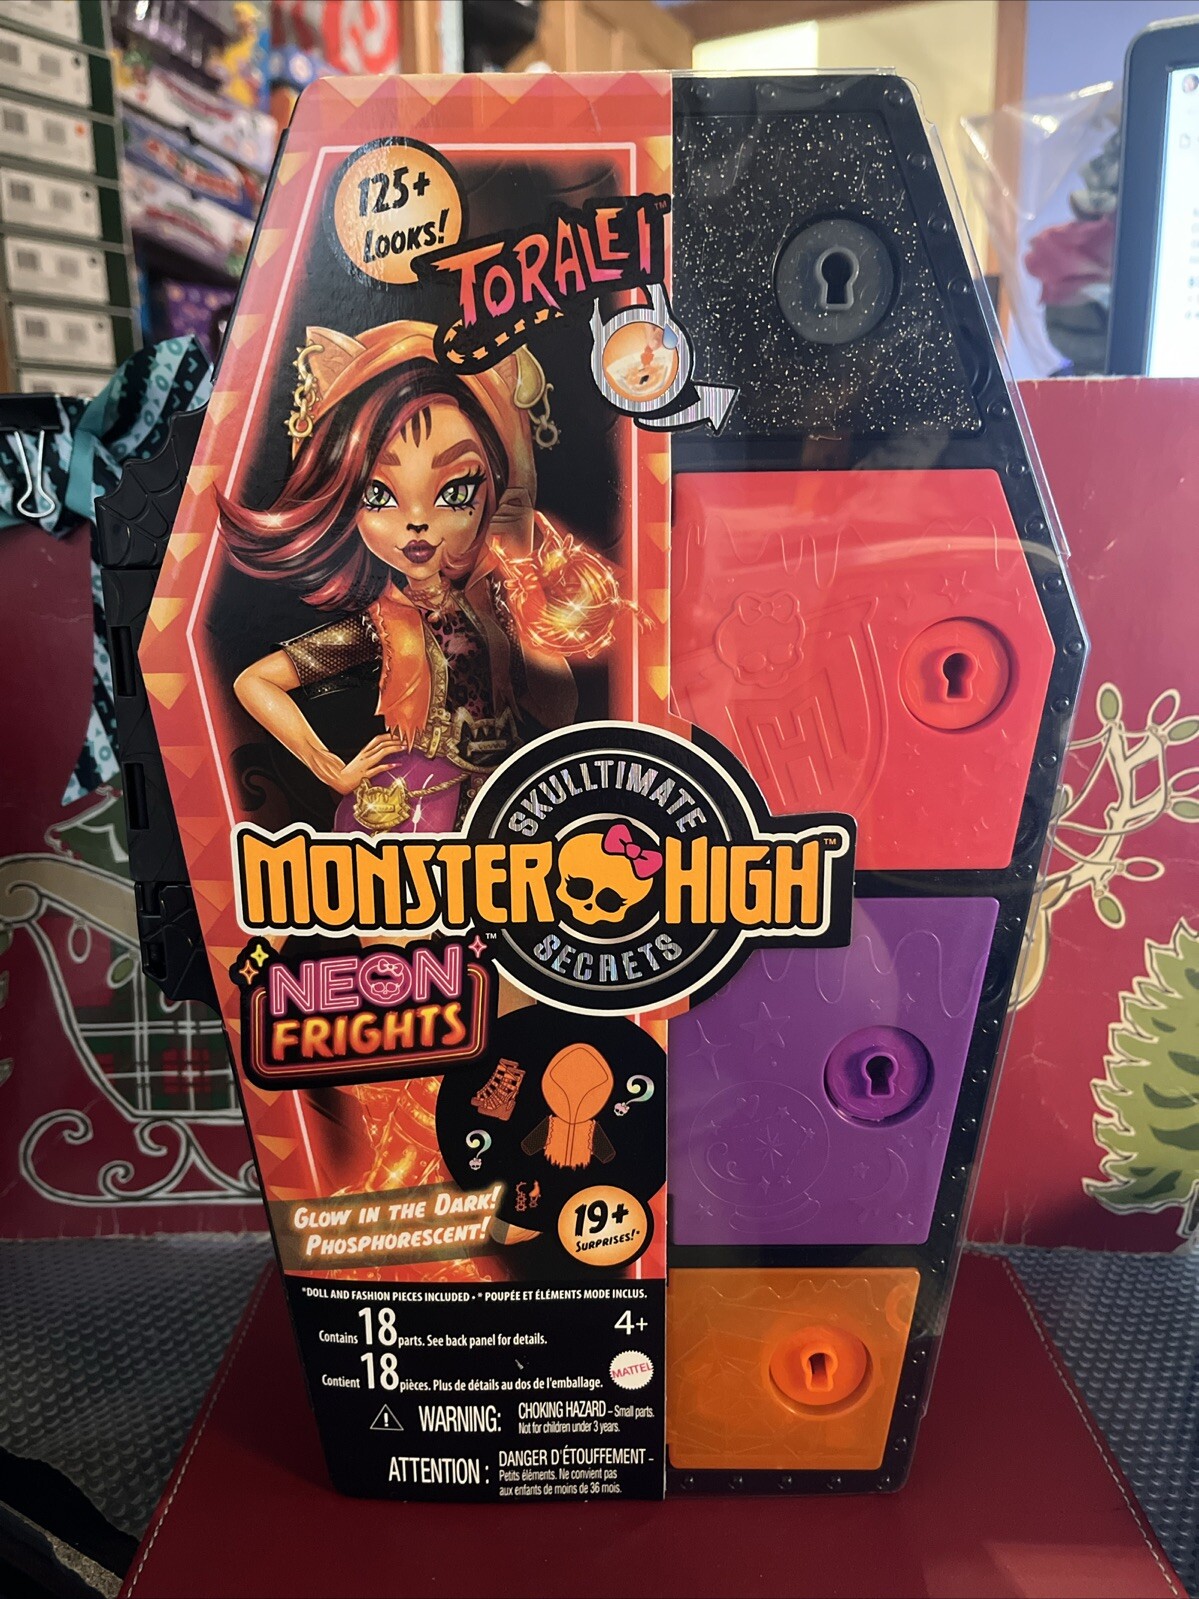 125+
LOOKS!
TORALEI™
SKULLTIMATE
MONSTER HIGH™
SECRETS
NEON™
FRIGHTS
?
?
GLOW IN THE DARK!
PHOSPHORESCENT!
19+
SURPRISES!*
*DOLL AND FASHION PIECES INCLUDED • * POUPÉE ET ÉLÉMENTS MODE INCLUS.
Contains 18 parts. See back panel for details.
4+
Contient 18 pièces. Plus de détails au dos de l'emballage.
MATTEL
WARNING: CHOKING HAZARD – Small parts.
Not for children under 3 years.
ATTENTION : DANGER D'ÉTOUFFEMENT –
Petits éléments. Ne convient pas
aux enfants de moins de 36 mois.